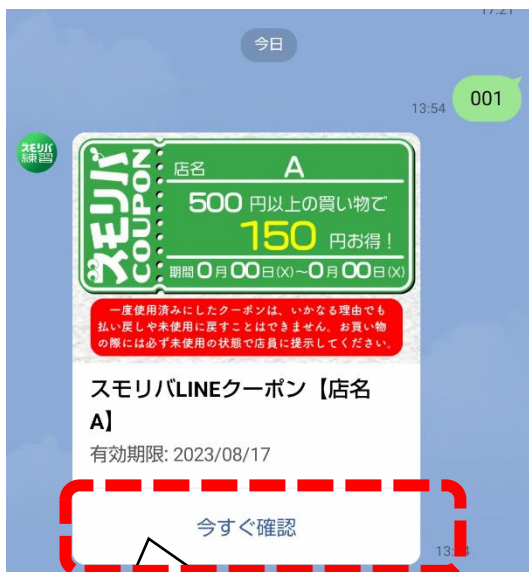 今日
13:54
001
スモリバ
練習
スモリバ
COUPON
店名 A
500 円以上の買い物で
150 円お得！
期間 0月00日(X)~0月00日(X)
一度使用済みにしたクーポンは、いかなる理由でも
払い戻しや未使用に戻すことはできません。お買い物
の際には必ず未使用の状態で店員に提示してください。
スモリバLINEクーポン【店名
A】
有効期限: 2023/08/17
今すぐ確認